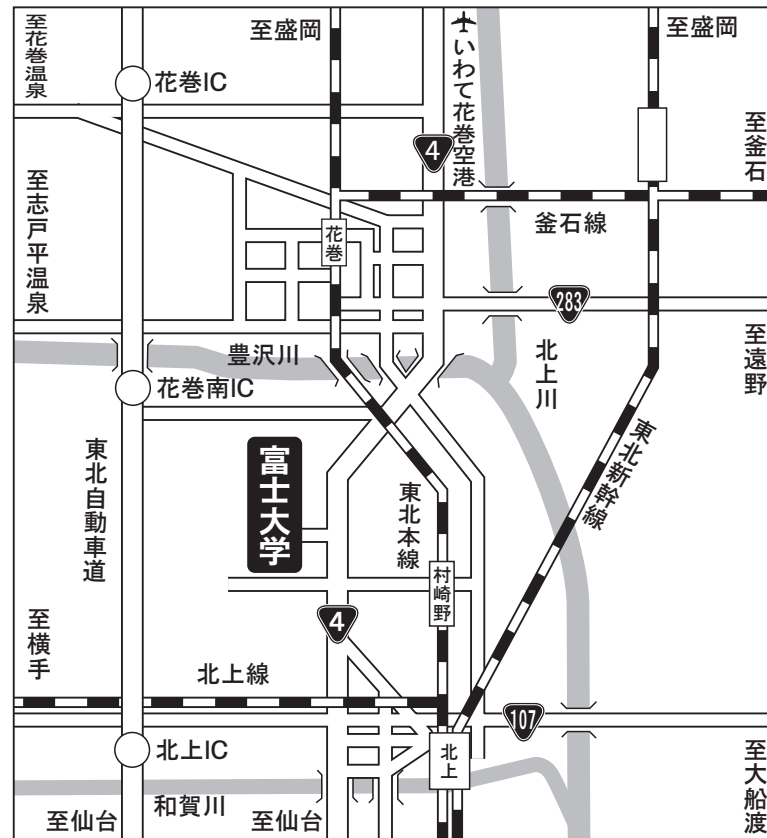 至花巻温泉
至盛岡
至盛岡
花巻IC
いわて花巻空港
4
至釜石
至志戸平温泉
花巻
釜石線
283
豊沢川
北上川
至遠野
花巻南IC
東北自動車道
富士大学
東北本線
東北新幹線
村崎野
4
至横手
北上線
107
北上IC
北上
至大船渡
和賀川
至仙台
至仙台